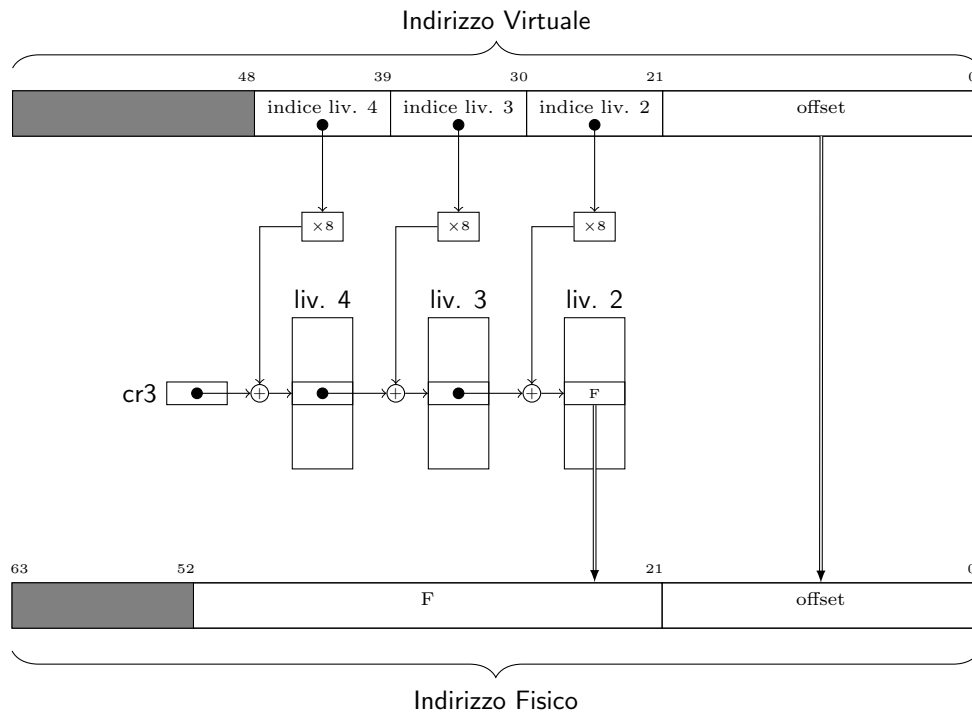 Indirizzo Virtuale
48 39 30 21 0
indice liv. 4 indice liv. 3 indice liv. 2 offset
×8 ×8 ×8
liv. 4 liv. 3 liv. 2
cr3 + + + F
63 52 21 0
F offset
Indirizzo Fisico